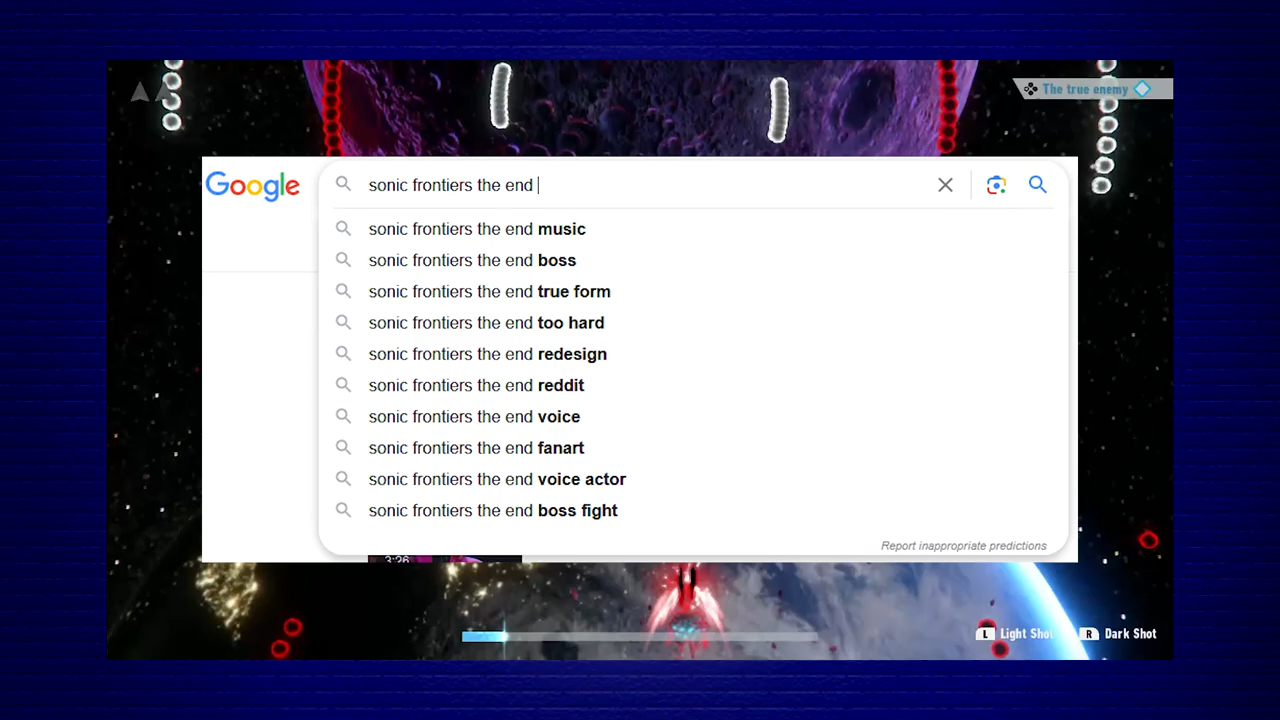 The true enemy
Google
sonic frontiers the end
sonic frontiers the end music
sonic frontiers the end boss
sonic frontiers the end true form
sonic frontiers the end too hard
sonic frontiers the end redesign
sonic frontiers the end reddit
sonic frontiers the end voice
sonic frontiers the end fanart
sonic frontiers the end voice actor
sonic frontiers the end boss fight
Report inappropriate predictions
3:26
L Light Shot R Dark Shot